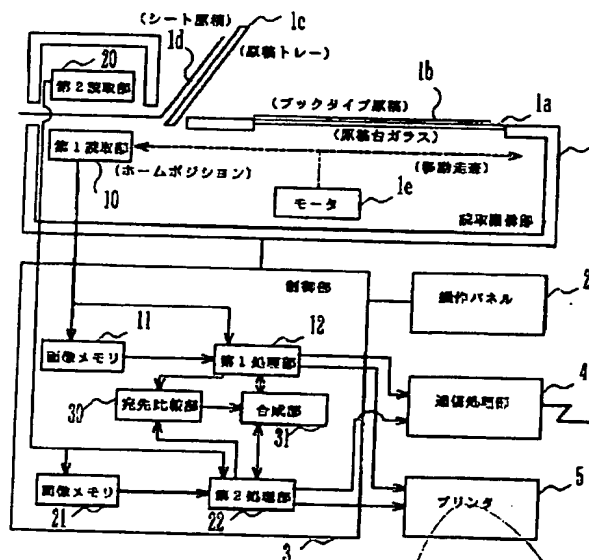 (シート原稿)
1c
1d
(原稿トレー)
20
第2読取部
1b
(ブックタイプ原稿)
1a
(原稿台ガラス)
第1読取部
(ホームポジション)
(移動走査)
10
モータ
1e
読取機構部
制御部
操作パネル
2
11
12
画像メモリ
第1処理部
4
通信処理部
30
宛先比較部
合成部
31
5
プリンタ
画像メモリ
第2処理部
21
22
3